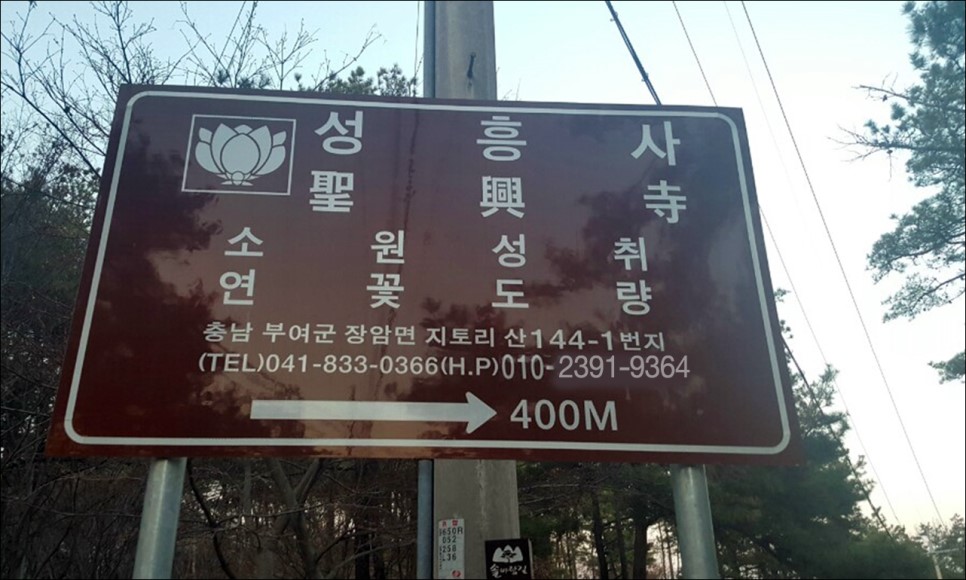 성흥사
聖興寺
소원성취
연꽃도량
충남 부여군 장암면 지토리 산144-1번지
(TEL)041-833-0366(H.P)010-2391-9364
400M